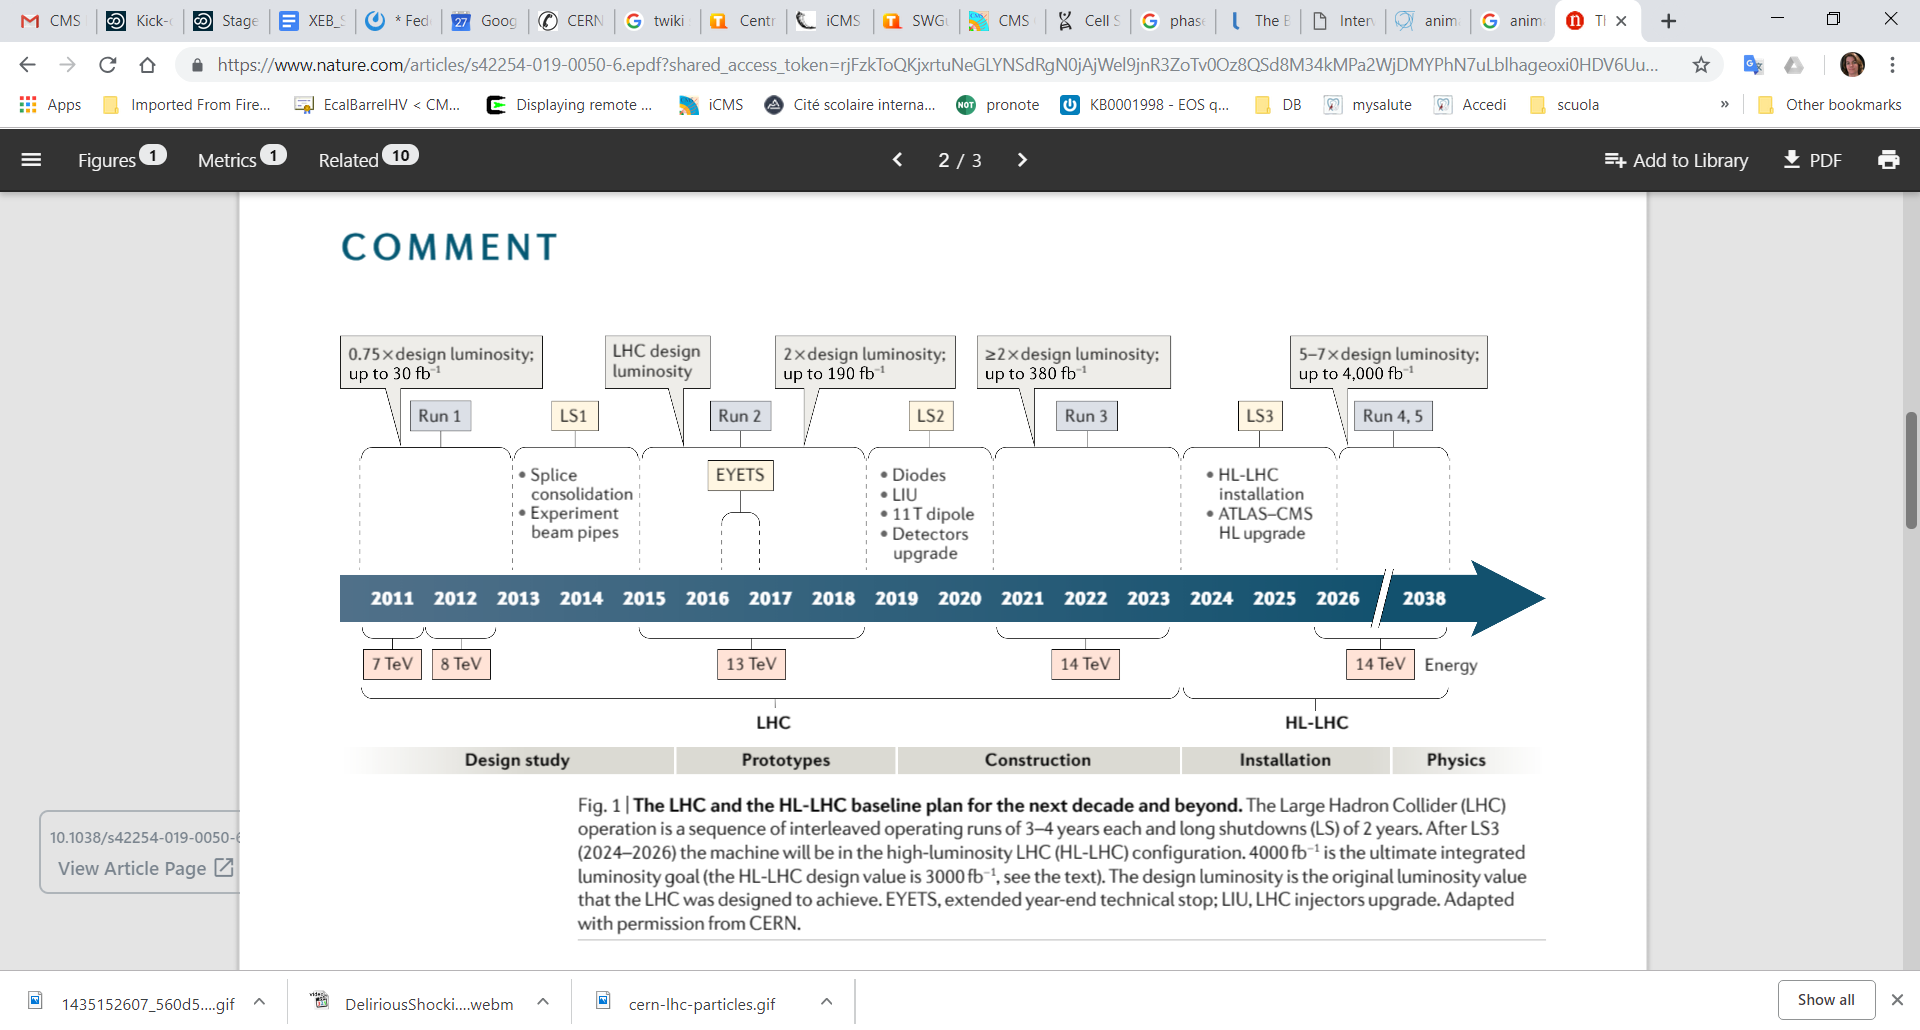 CMS
Kick-
Stage
XEB_S
* Fed
27 Goog
CERN
twiki
Centr
iCMS
SWGu
CMS
Cell S
phase
The B
Interv
anim
anim
https://www.nature.com/articles/s42254-019-0050-6.epdf?shared_access_token=rjFzkToQKjxrtuNeGLYNSdRgN0jAjWel9jnR3ZoTv0Oz8QSd8M34kMPa2WjDMYPhN7uLblhageoxi0HDV6Uu...
Apps
Imported From Fire...
EcalBarrelHV < CM...
Displaying remote ...
iCMS
Cité scolaire interna...
NOT pronote
KB0001998 - EOS q...
DB
mysalute
Accedi
scuola
»
Other bookmarks
Figures 1
Metrics 1
Related 10
2 / 3
Add to Library
PDF
COMMENT
0.75×design luminosity;
up to 30 fb⁻¹
LHC design
luminosity
2×design luminosity;
up to 190 fb⁻¹
≥2×design luminosity;
up to 380 fb⁻¹
5–7×design luminosity;
up to 4,000 fb⁻¹
Run 1
LS1
Run 2
LS2
Run 3
LS3
Run 4, 5
• Splice
consolidation
• Experiment
beam pipes
EYETS
• Diodes
• LIU
• 11 T dipole
• Detectors
upgrade
• HL-LHC
installation
• ATLAS–CMS
HL upgrade
2011 2012 2013 2014 2015 2016 2017 2018 2019 2020 2021 2022 2023 2024 2025 2026 2038
7 TeV
8 TeV
13 TeV
14 TeV
14 TeV
Energy
LHC
HL-LHC
Design study
Prototypes
Construction
Installation
Physics
Fig. 1 | The LHC and the HL-LHC baseline plan for the next decade and beyond. The Large Hadron Collider (LHC)
operation is a sequence of interleaved operating runs of 3–4 years each and long shutdowns (LS) of 2 years. After LS3
(2024–2026) the machine will be in the high-luminosity LHC (HL-LHC) configuration. 4000 fb⁻¹ is the ultimate integrated
luminosity goal (the HL-LHC design value is 3000 fb⁻¹, see the text). The design luminosity is the original luminosity value
that the LHC was designed to achieve. EYETS, extended year-end technical stop; LIU, LHC injectors upgrade. Adapted
with permission from CERN.
10.1038/s42254-019-0050-6
View Article Page
1435152607_560d5....gif
DeliriousShocki....webm
cern-lhc-particles.gif
Show all